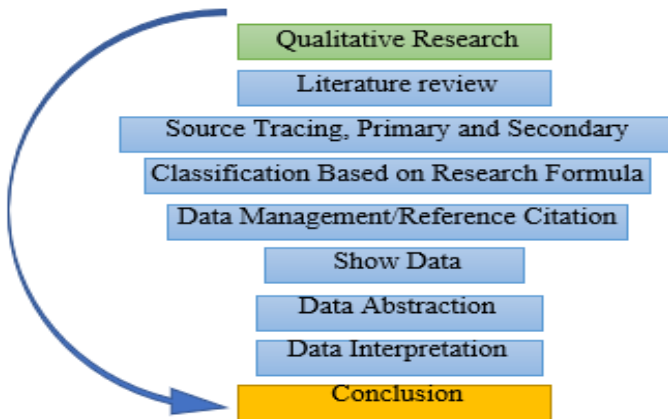 Qualitative Research
Literature review
Source Tracing, Primary and Secondary
Classification Based on Research Formula
Data Management/Reference Citation
Show Data
Data Abstraction
Data Interpretation
Conclusion